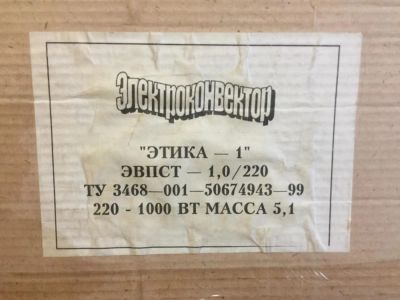 Электроконвектор
"ЭТИКА — 1"
ЭВПСТ — 1,0/220
ТУ 3468—001—50674943—99
220 - 1000 ВТ МАССА 5,1